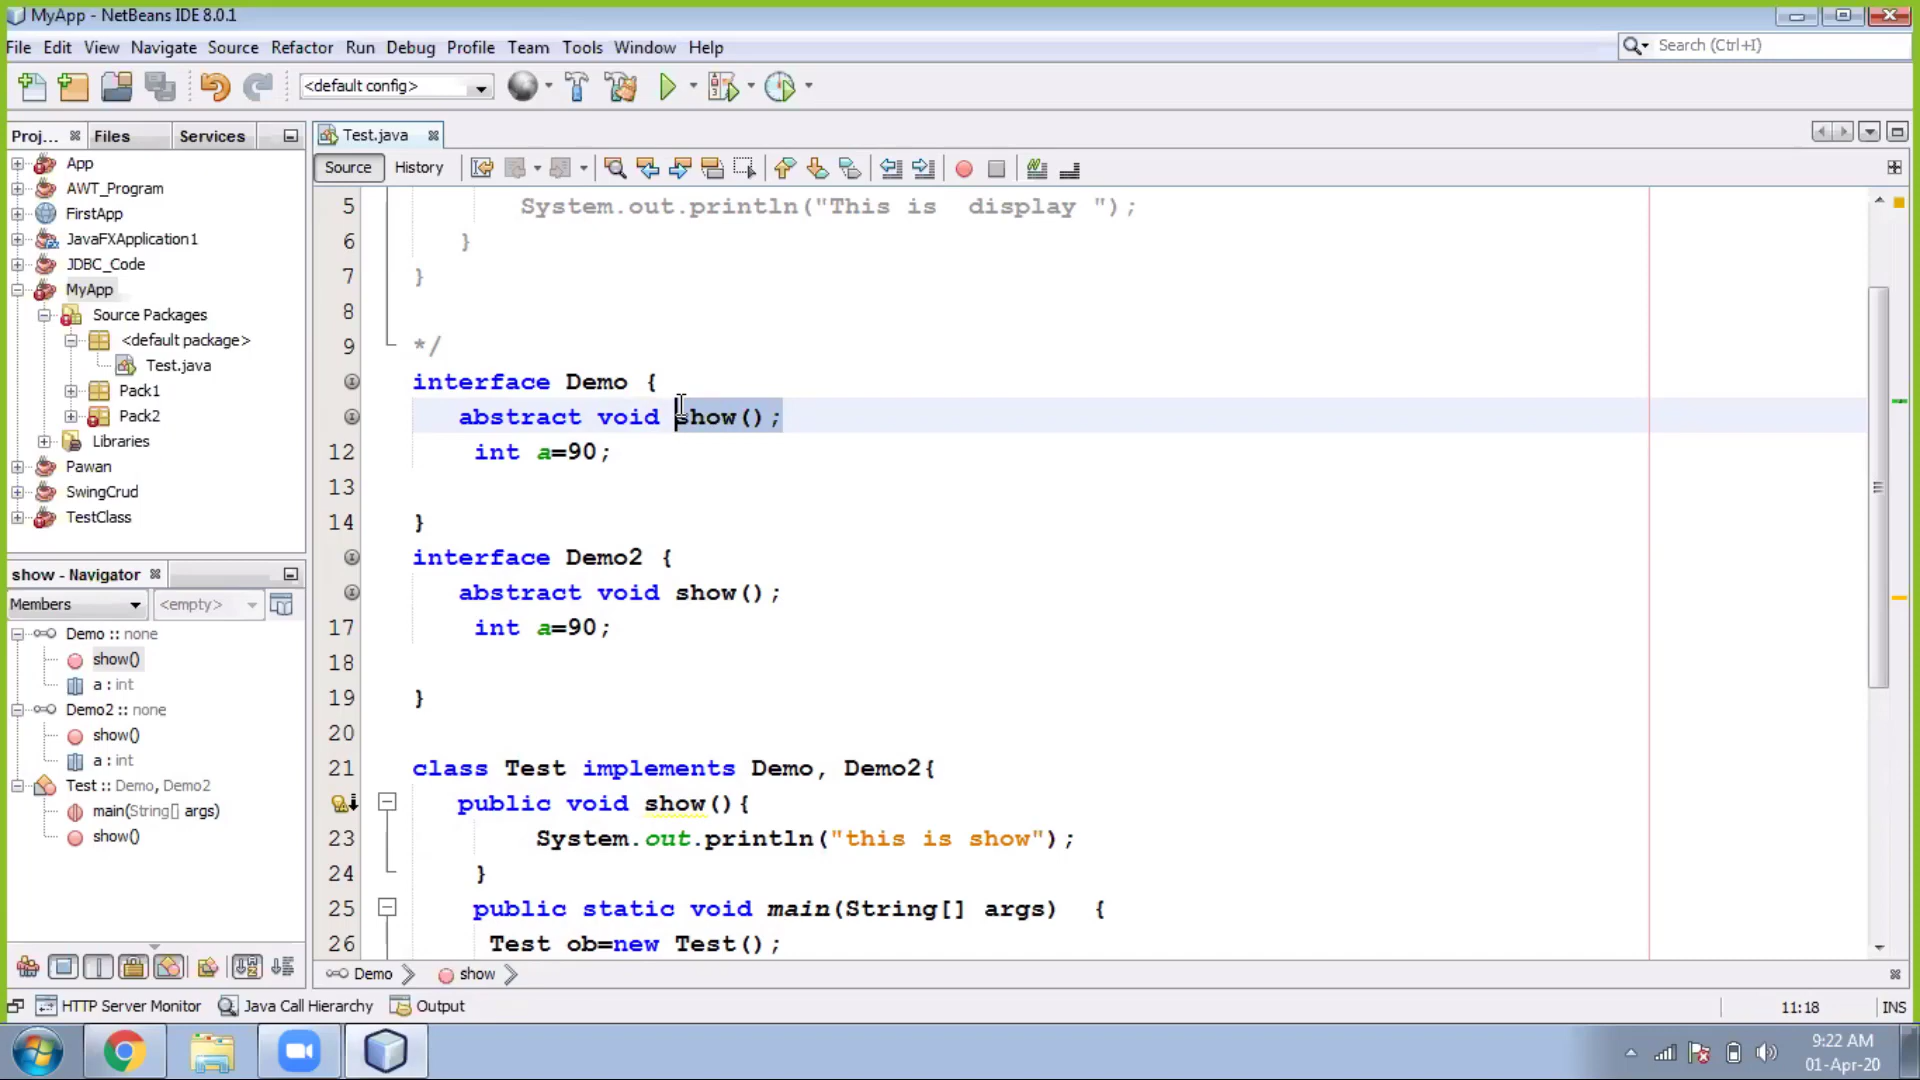 MyApp - NetBeans IDE 8.0.1
File Edit View Navigate Source Refactor Run Debug Profile Team Tools Window Help
Search (Ctrl+I)
<default config>
Proj... Files Services
Test.java
Source History
App
AWT_Program
FirstApp
JavaFXApplication1
JDBC_Code
MyApp
Source Packages
<default package>
Test.java
Pack1
Pack2
Libraries
Pawan
SwingCrud
TestClass
show - Navigator
Members <empty>
Demo :: none
show()
a : int
Demo2 :: none
show()
a : int
Test :: Demo, Demo2
main(String[] args)
show()
5 System.out.println("This is  display ");
6 }
7 }
8
9 */
interface Demo {
abstract void show();
12 int a=90;
13
14 }
interface Demo2 {
abstract void show();
17 int a=90;
18
19 }
20
21 class Test implements Demo, Demo2{
public void show(){
23 System.out.println("this is show");
24 }
25 public static void main(String[] args)  {
26 Test ob=new Test();
Demo show
HTTP Server Monitor Java Call Hierarchy Output
11:18 INS
9:22 AM
01-Apr-20